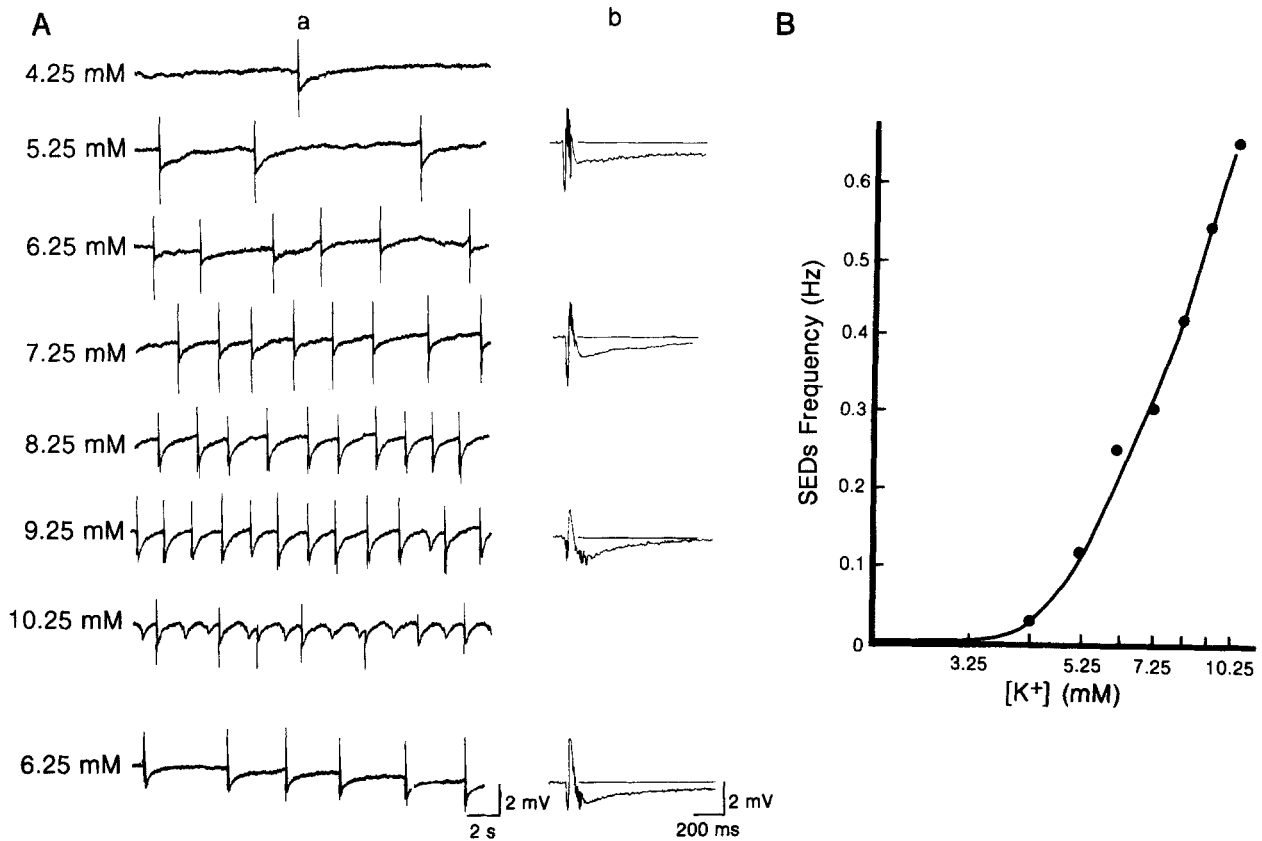 A
a
b
B
4.25 mM
5.25 mM
6.25 mM
7.25 mM
8.25 mM
9.25 mM
10.25 mM
6.25 mM
2 mV
2 s
2 mV
200 ms
SEDs Frequency (Hz)
0.6
0.5
0.4
0.3
0.2
0.1
0
3.25
5.25
7.25
10.25
[K+] (mM)